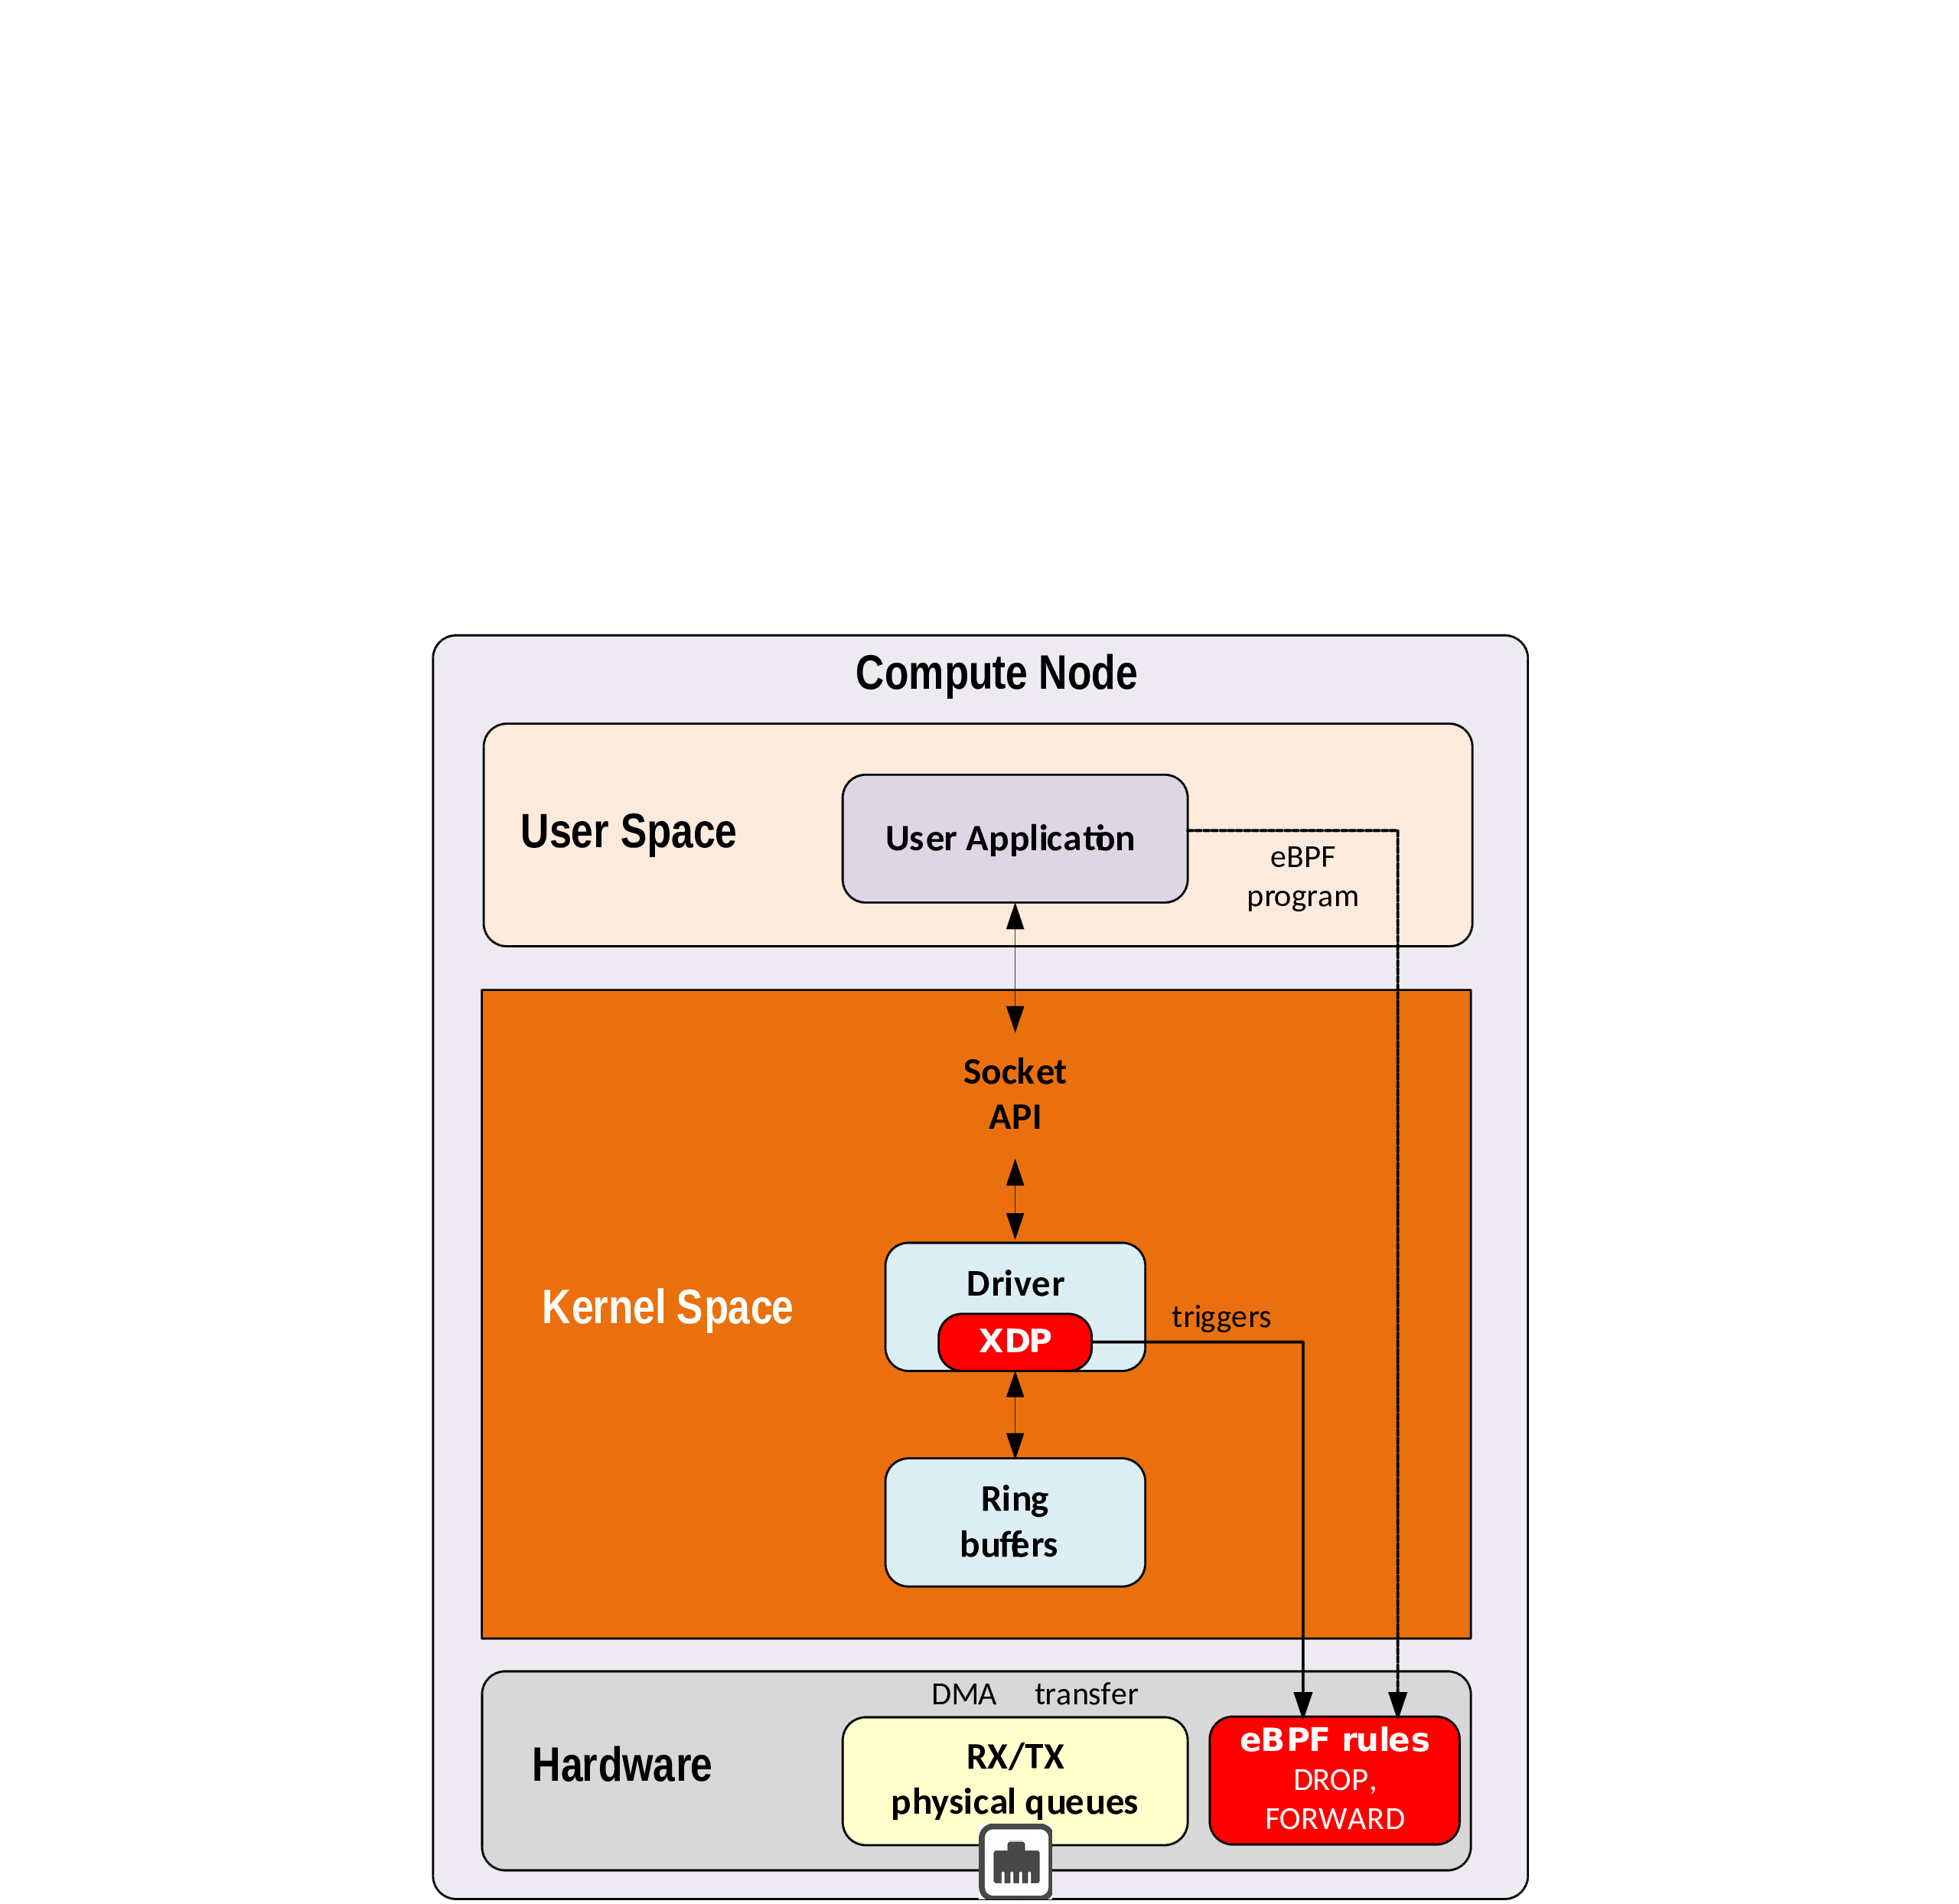 Compute Node
User Space
User Application
eBPF
program
Socket
API
Kernel Space
Driver
XDP
triggers
Ring
buffers
DMA transfer
Hardware
RX/TX
physical queues
eBPF rules
DROP,
FORWARD